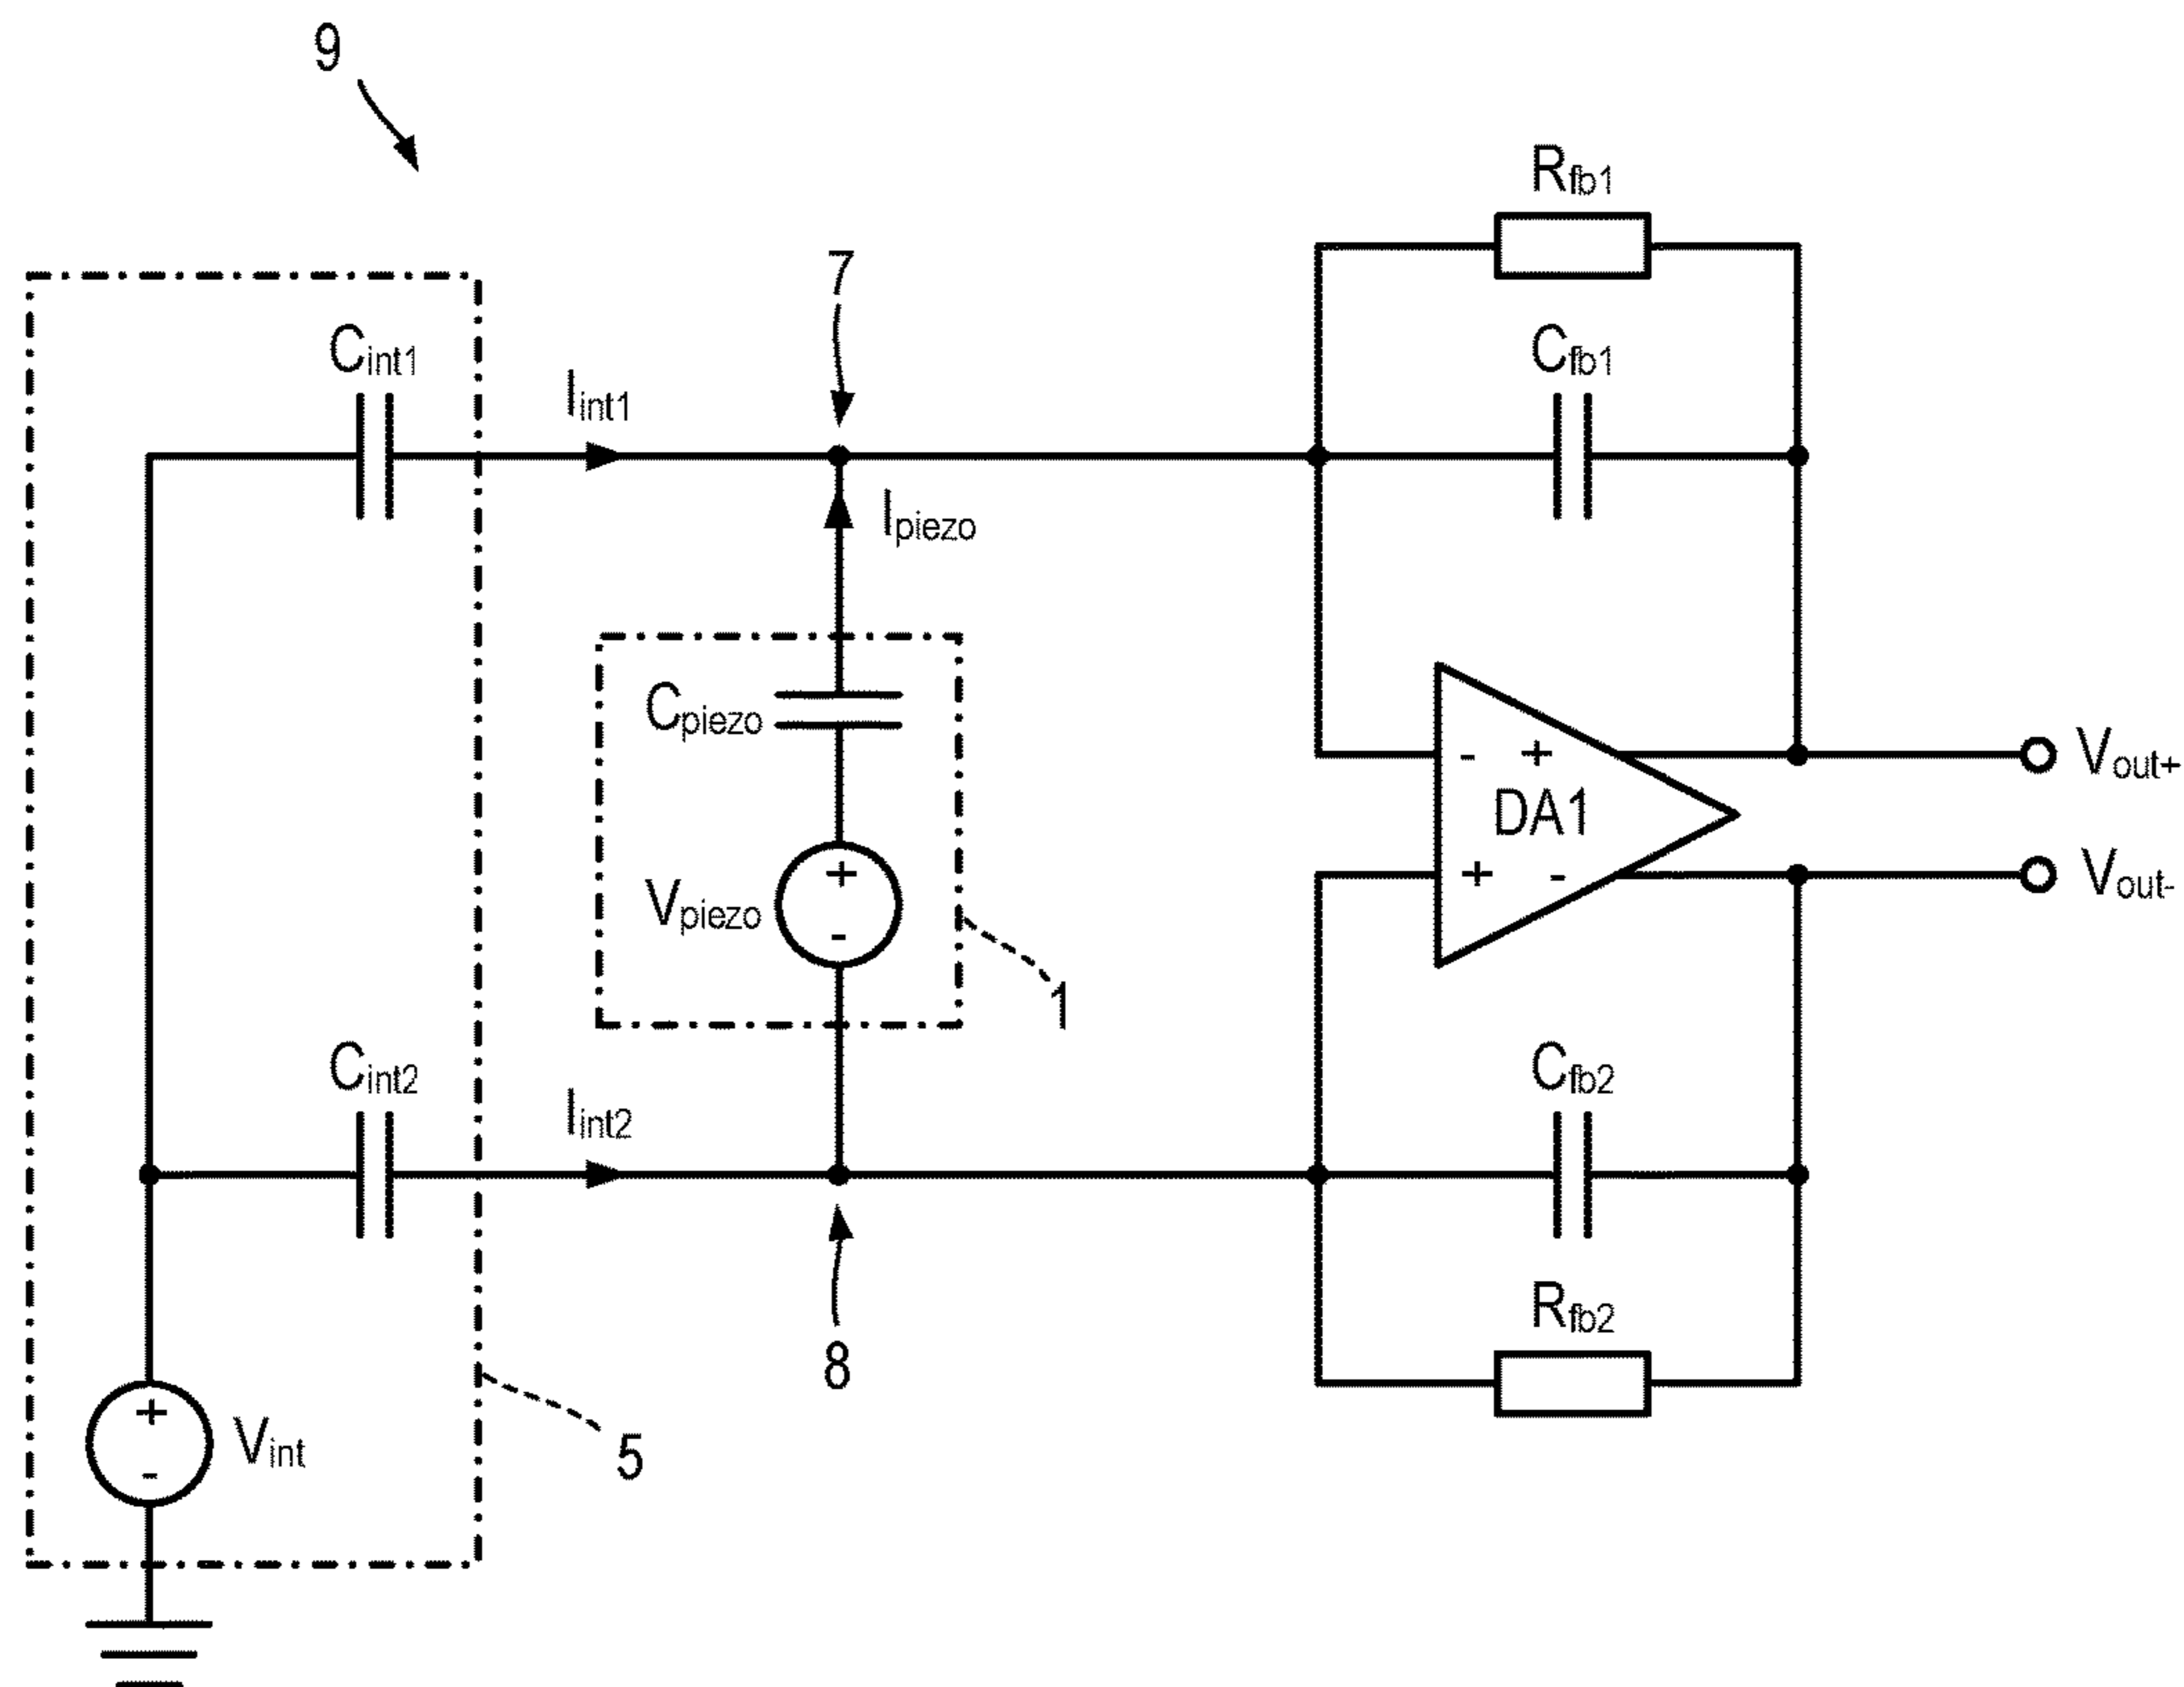 9
Rfb1
7
Cint1
Iint1
Cfb1
Ipiezo
Cpiezo
- +
DA1
+ -
Vout+
Vout-
+
Vpiezo
-
1
Cint2
Iint2
Cfb2
Rfb2
8
+
Vint
-
5